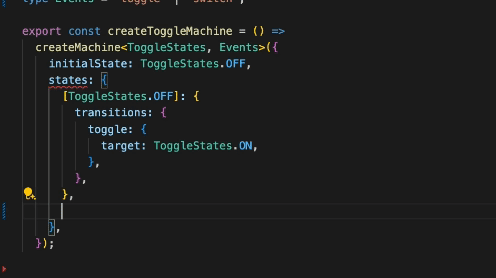 type Events = "toggle" | "switch";
export const createToggleMachine = () =>
createMachine<ToggleStates, Events>({
initialState: ToggleStates.OFF,
states: {
[ToggleStates.OFF]: {
transitions: {
toggle: {
target: ToggleStates.ON,
},
},
},
},
});